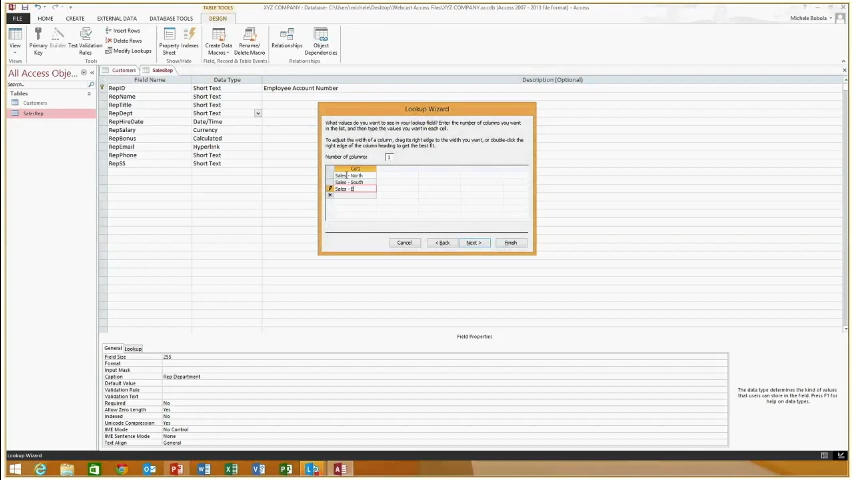 TABLE TOOLS
XYZ COMPANY - Database: C:\Users\michele\Desktop\Webcast Access Files\XYZ COMPANY.accdb (Access 2007 - 2013 file format) - Access
Michele Bobola
FILE HOME CREATE EXTERNAL DATA DATABASE TOOLS DESIGN
View
Primary Key
Builder
Test Validation Rules
Insert Rows
Delete Rows
Modify Lookups
Property Sheet
Indexes
Create Data Macros
Rename/Delete Macro
Relationships
Object Dependencies
Views
Tools
Show/Hide
Field, Record & Table Events
Relationships
All Access Obje...
Search...
Tables
Customers
SalesRep
Customers
SalesRep
Field Name Data Type Description (Optional)
RepID Short Text Employee Account Number
RepName Short Text
RepTitle Short Text
RepDept Short Text
RepHireDate Date/Time
RepSalary Currency
RepBonus Calculated
RepEmail Hyperlink
RepPhone Short Text
RepSS Short Text
Lookup Wizard
What values do you want to see in your lookup field? Enter the number of columns you want
in the list, and then type the values you want in each cell.
To adjust the width of a column, drag its right edge to the width you want, or double-click the
right edge of the column heading to get the best fit.
Number of columns: 1
Col1
Sales - North
Sales - South
Sales - E
Cancel < Back Next > Finish
Field Properties
General Lookup
Field Size 255
Format
Input Mask
Caption Rep Department
Default Value
Validation Rule
Validation Text
Required No
Allow Zero Length Yes
Indexed No
Unicode Compression Yes
IME Mode No Control
IME Sentence Mode None
Text Align General
The data type determines the kind of values
that users can store in the field. Press F1 for
help on data types.
Lookup Wizard